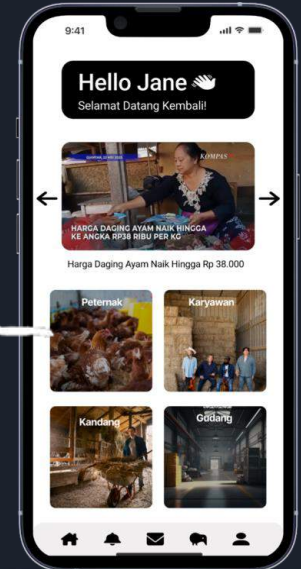 9:41
Hello Jane
Selamat Datang Kembali!
KOMPAS
HARGA DAGING AYAM NAIK HINGGA
KE ANGKA RP38 RIBU PER KG
Harga Daging Ayam Naik Hingga Rp 38.000
Peternak
Karyawan
Kandang
Gudang